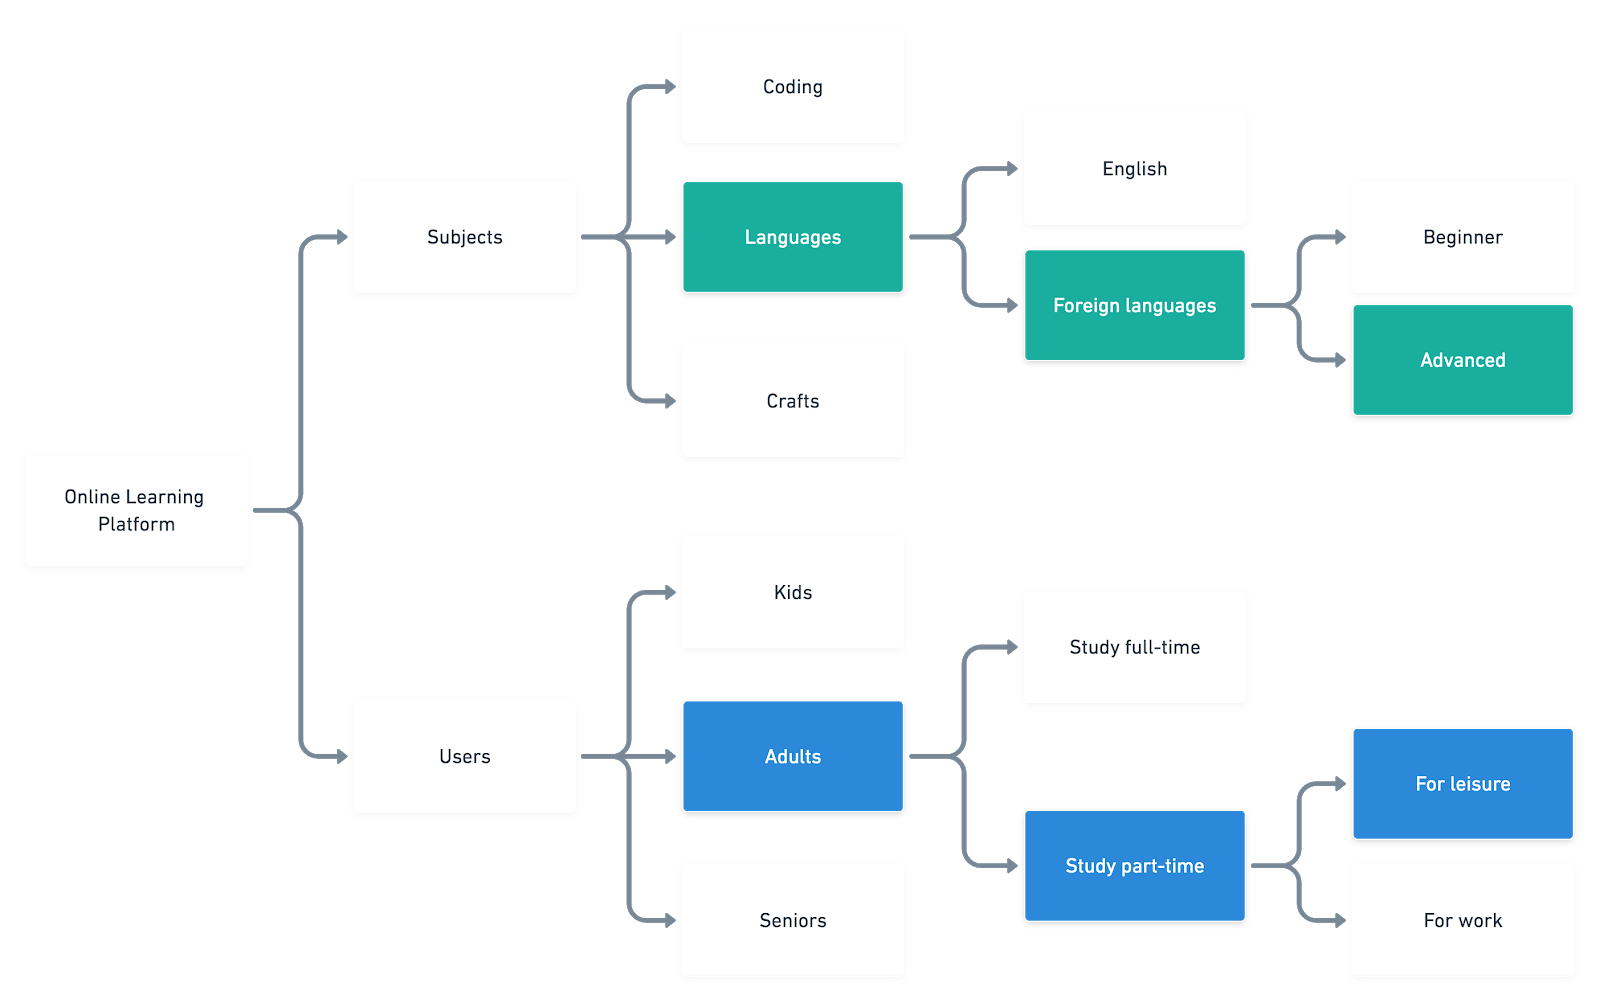 Coding
English
Subjects
Languages
Beginner
Foreign languages
Advanced
Crafts
Online Learning
Platform
Kids
Study full-time
Users
Adults
For leisure
Study part-time
Seniors
For work